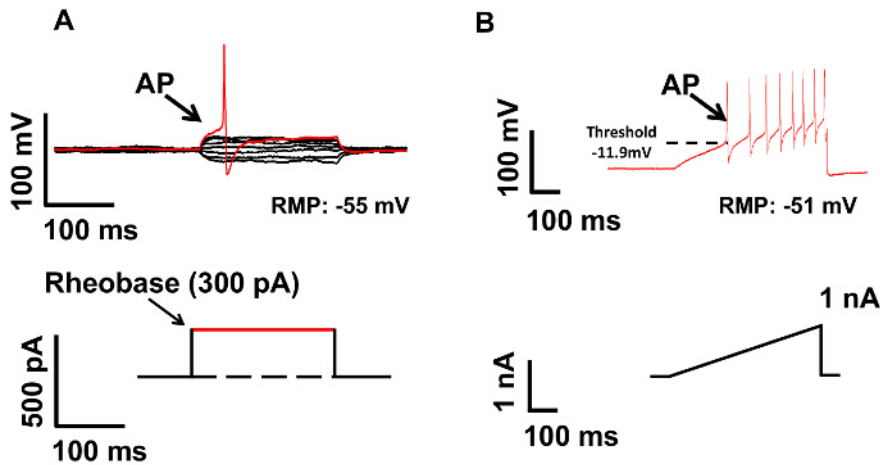 A
AP
100 mV
100 ms
RMP: -55 mV
Rheobase (300 pA)
500 pA
100 ms
B
AP
Threshold
-11.9mV
100 mV
100 ms
RMP: -51 mV
1 nA
1 nA
100 ms